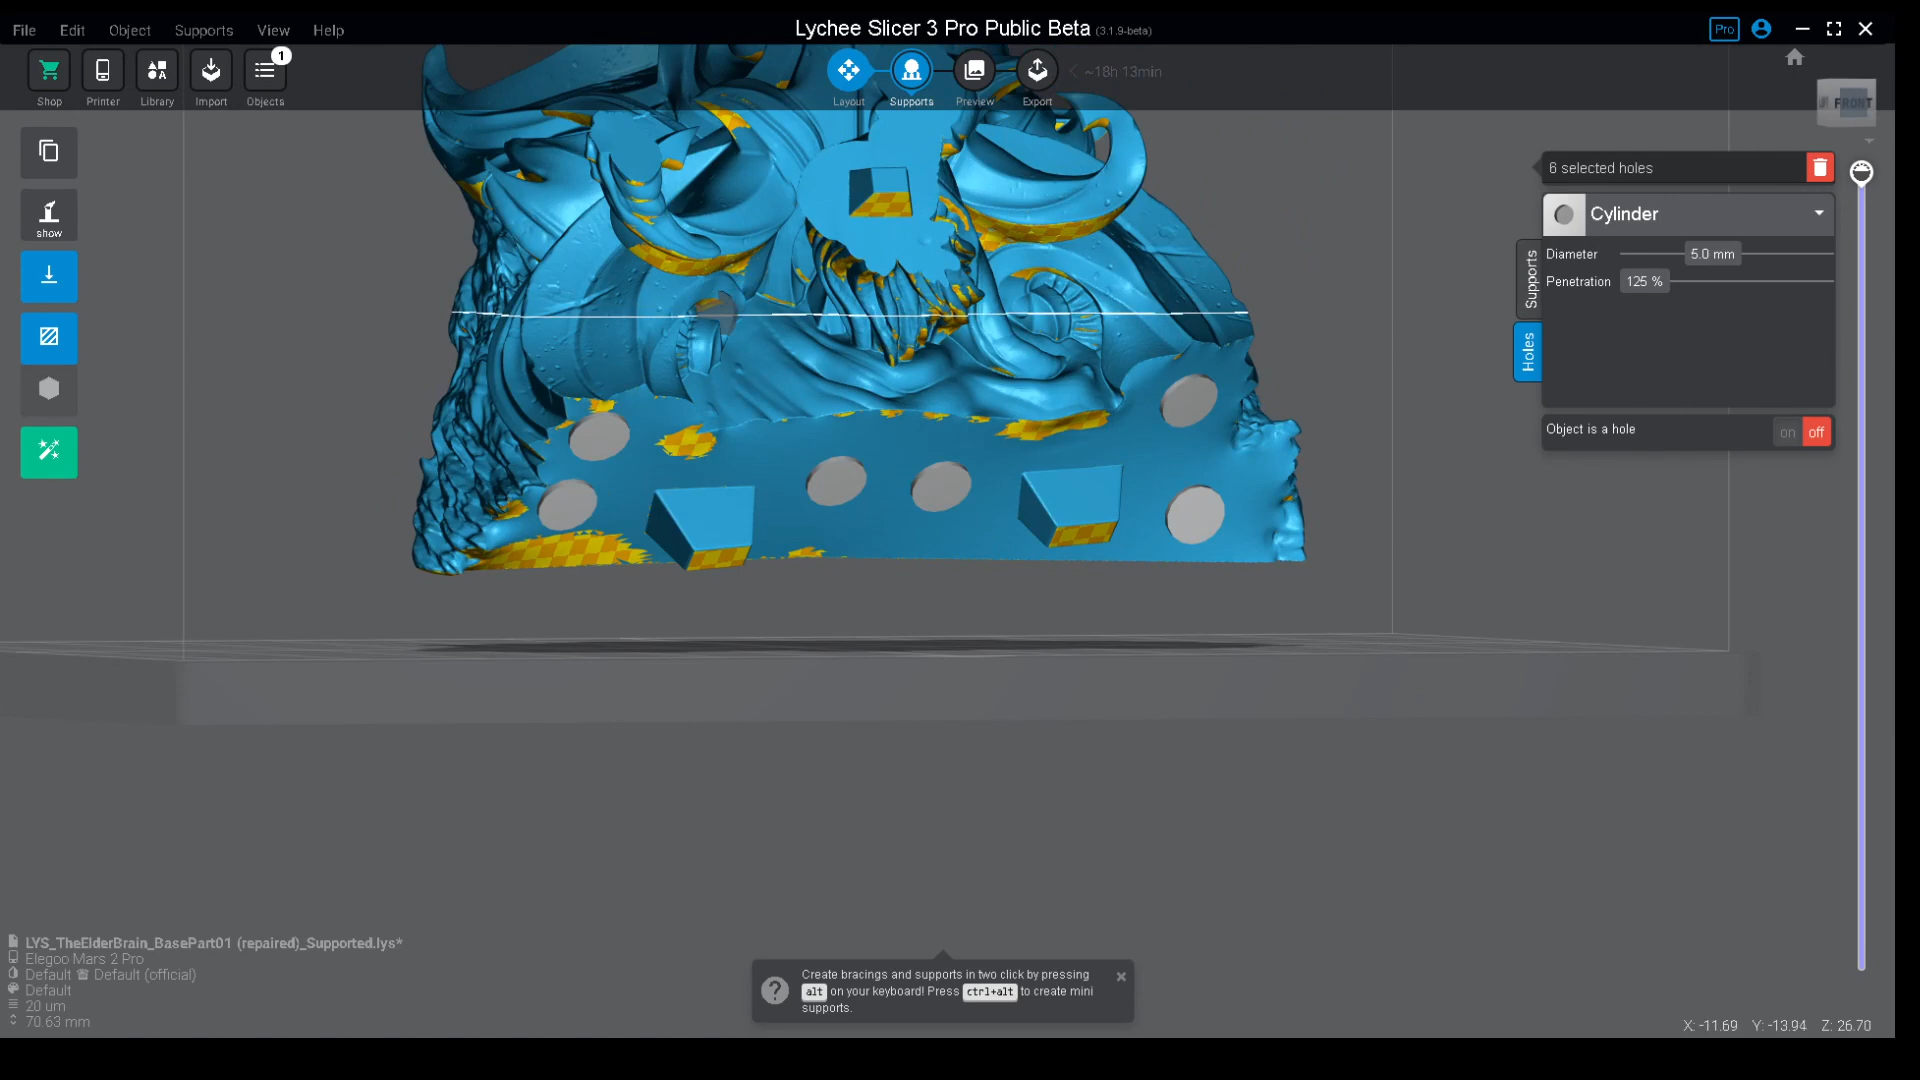 File Edit Object Supports View Help
Lychee Slicer 3 Pro Public Beta (3.1.9-beta)
Pro
1
Shop Printer Library Import Objects
Layout Supports Preview Export
~18h 13min
FRONT
show
6 selected holes
Cylinder
Diameter 5.0 mm
Penetration 125 %
Supports
Holes
Object is a hole on off
LYS_TheElderBrain_BasePart01 (repaired)_Supported.lys*
Elegoo Mars 2 Pro
Default Default (official)
Default
20 um
70.63 mm
Create bracings and supports in two click by pressing
alt on your keyboard! Press ctrl+alt to create mini
supports.
X: -11.69 Y: -13.94 Z: 26.70